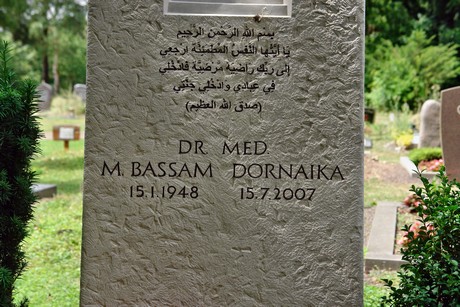 بسم الله الرحمن الرحيم
يا أيتها النفس المطمئنة ارجعي
إلى ربك راضية مرضية فادخلي
في عبادي وادخلي جنتي
(صدق الله العظيم)
DR MED
M. BASSAM DORNAIKA
15.1.1948 15.7.2007